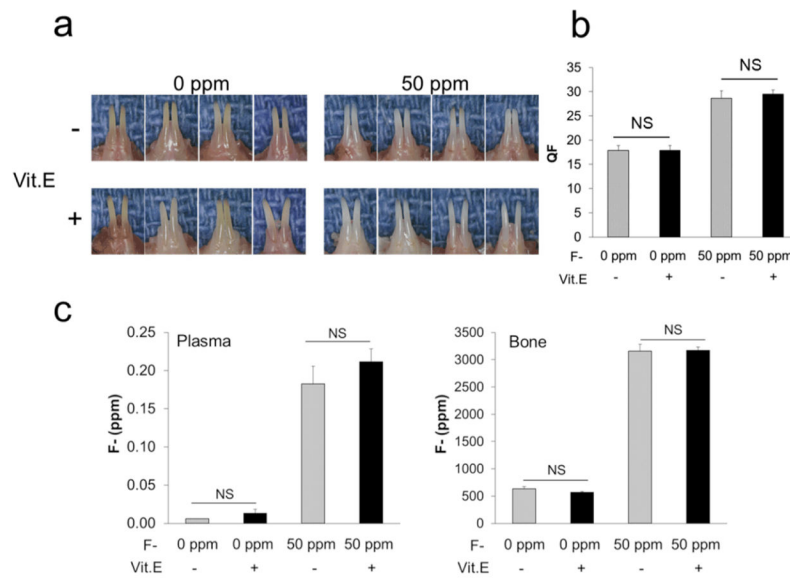 a
0 ppm 50 ppm
-
Vit.E
+
b
35
30
25
20
15
10
5
0
QF
NS
NS
F- 0 ppm 0 ppm 50 ppm 50 ppm
Vit.E - + - +
c
Plasma
0.25
0.20
0.15
0.10
0.05
0.00
F- (ppm)
NS
NS
F- 0 ppm 0 ppm 50 ppm 50 ppm
Vit.E - + - +
Bone
3500
3000
2500
2000
1500
1000
500
0
F- (ppm)
NS
NS
F- 0 ppm 0 ppm 50 ppm 50 ppm
Vit.E - + - +